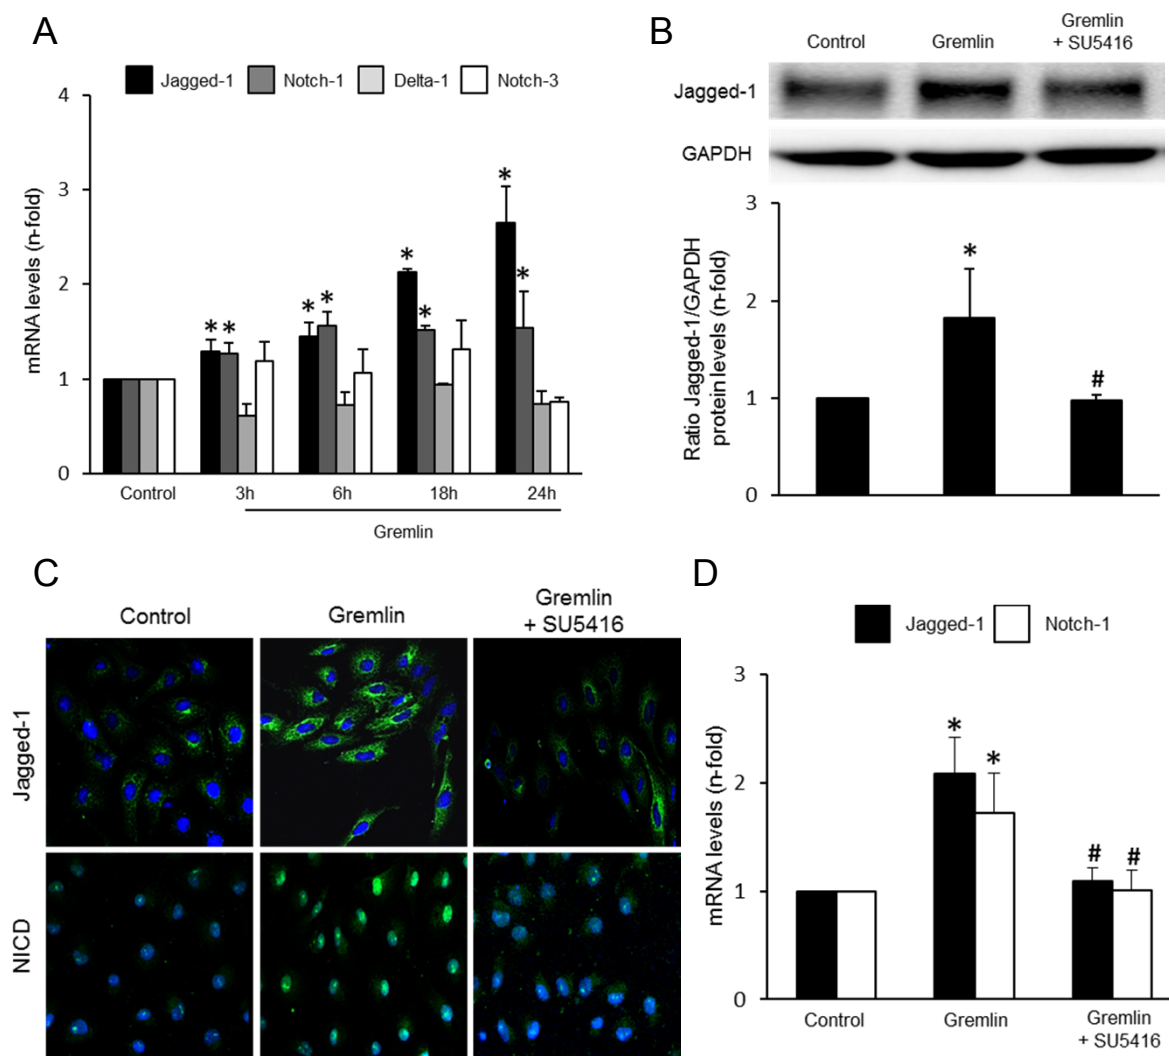 A
Jagged-1 Notch-1 Delta-1 Notch-3
mRNA levels (n-fold)
4
3
2
1
0
* * * * * * * *
Control 3h 6h 18h 24h
Gremlin
B
Control Gremlin Gremlin + SU5416
Jagged-1
GAPDH
Ratio Jagged-1/GAPDH
protein levels (n-fold)
3
2
1
0
*
#
C
Control Gremlin Gremlin
+ SU5416
Jagged-1
NICD
D
Jagged-1 Notch-1
mRNA levels (n-fold)
3
2
1
0
* *
# #
Control Gremlin Gremlin
+ SU5416